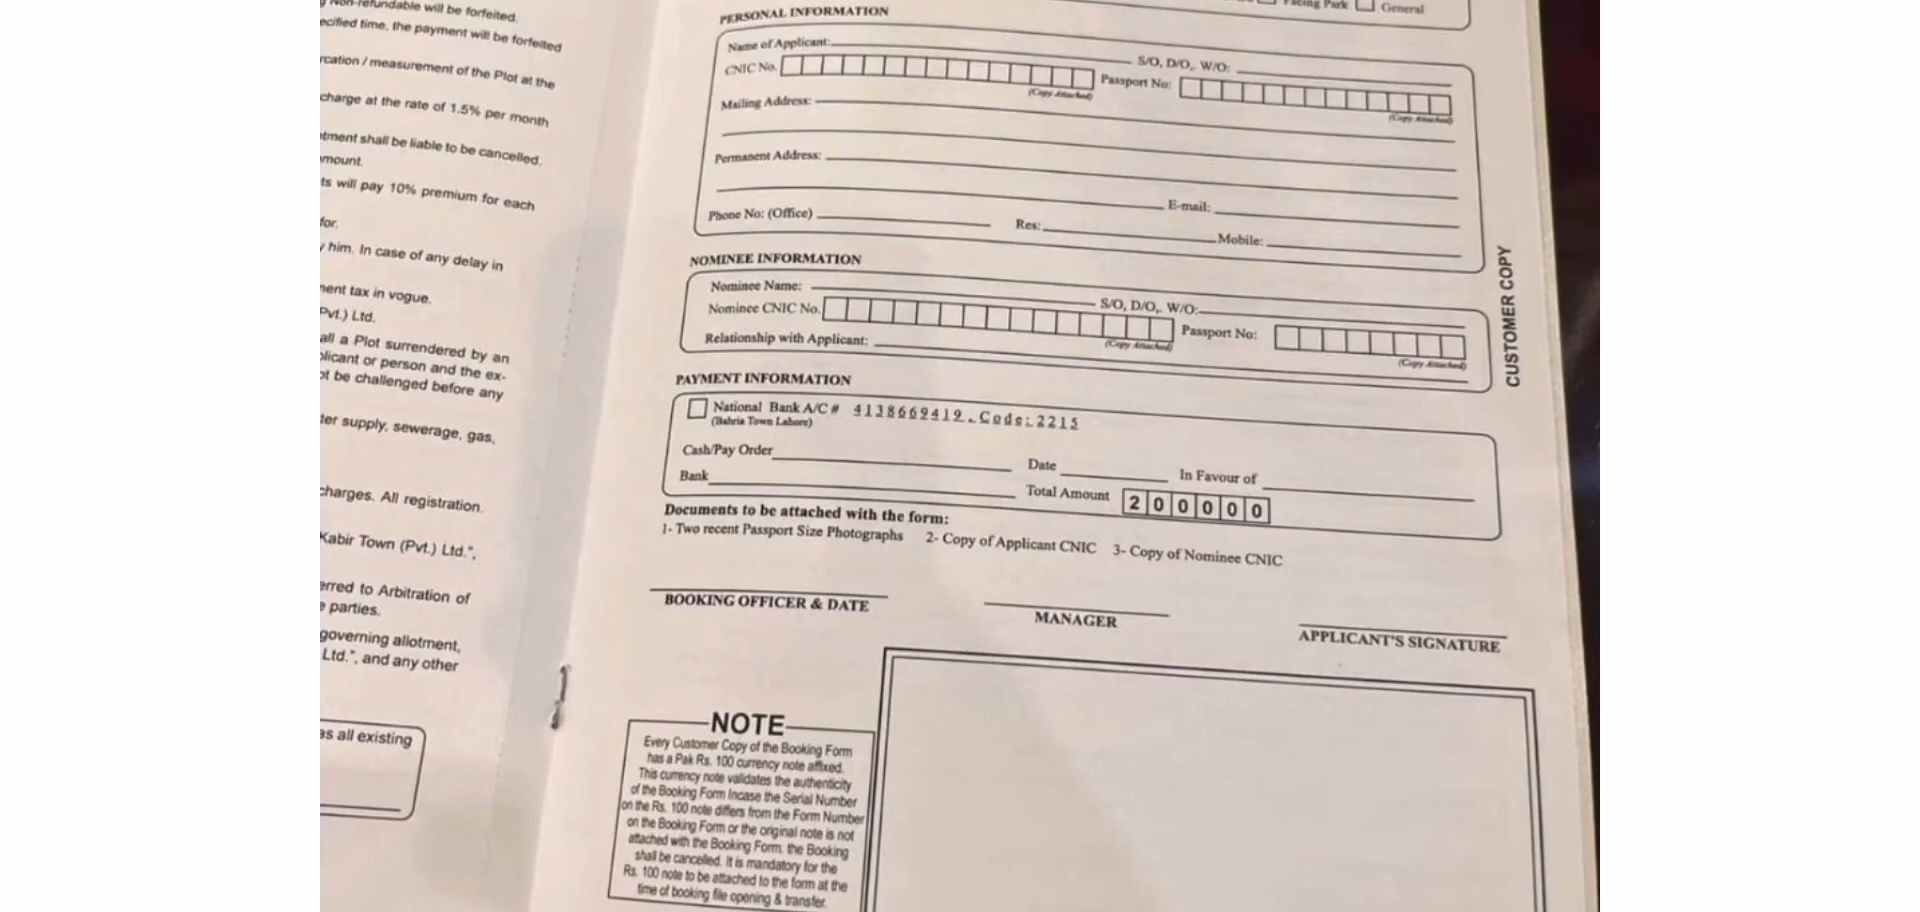 Non-refundable will be forfeited.
ecified time, the payment will be forfeited
cation / measurement of the Plot at the
charge at the rate of 1.5% per month
tment shall be liable to be cancelled.
mount.
ts will pay 10% premium for each
for.
y him. In case of any delay in
ment tax in vogue.
Pvt.) Ltd.
all a Plot surrendered by an
plicant or person and the ex-
ot be challenged before any
ter supply, sewerage, gas,
charges. All registration.
Kabir Town (Pvt.) Ltd.",
erred to Arbitration of
e parties.
governing allotment,
Ltd.", and any other
as all existing
Facing Park General
PERSONAL INFORMATION
Name of Applicant: S/O, D/O,. W/O:
CNIC No. Passport No:
(Copy Attached) (Copy Attached)
Mailing Address:
Permanent Address:
E-mail:
Phone No: (Office) Res: Mobile:
NOMINEE INFORMATION
Nominee Name: S/O, D/O,. W/O:
Nominee CNIC No. Passport No:
(Copy Attached) (Copy Attached)
Relationship with Applicant:
CUSTOMER COPY
PAYMENT INFORMATION
National Bank A/C # 4138669419. Code: 2215
(Bahria Town Lahore)
Cash/Pay Order Date In Favour of
Bank Total Amount 200000
Documents to be attached with the form:
1- Two recent Passport Size Photographs 2- Copy of Applicant CNIC 3- Copy of Nominee CNIC
BOOKING OFFICER & DATE MANAGER APPLICANT'S SIGNATURE
NOTE
Every Customer Copy of the Booking Form
has a Pak Rs. 100 currency note affixed.
This currency note validates the authenticity
of the Booking Form Incase the Serial Number
on the Rs. 100 note differs from the Form Number
on the Booking Form or the original note is not
attached with the Booking Form. the Booking
shall be cancelled. It is mandatory for the
Rs. 100 note to be attached to the form at the
time of booking file opening & transfer.